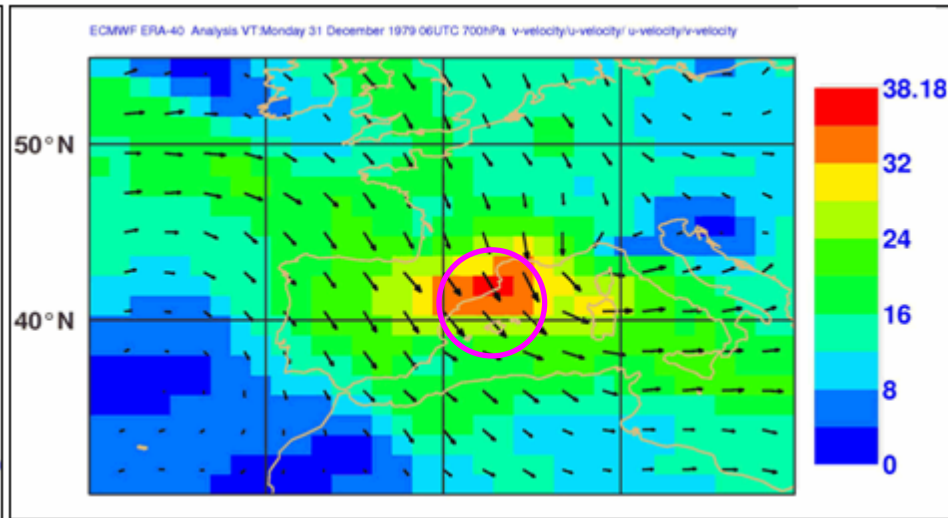 ECMWF ERA-40 Analysis VT:Monday 31 December 1979 06UTC 700hPa v-velocity/u-velocity/ u-velocity/v-velocity
38.18
50°N
32
24
40°N
16
8
0